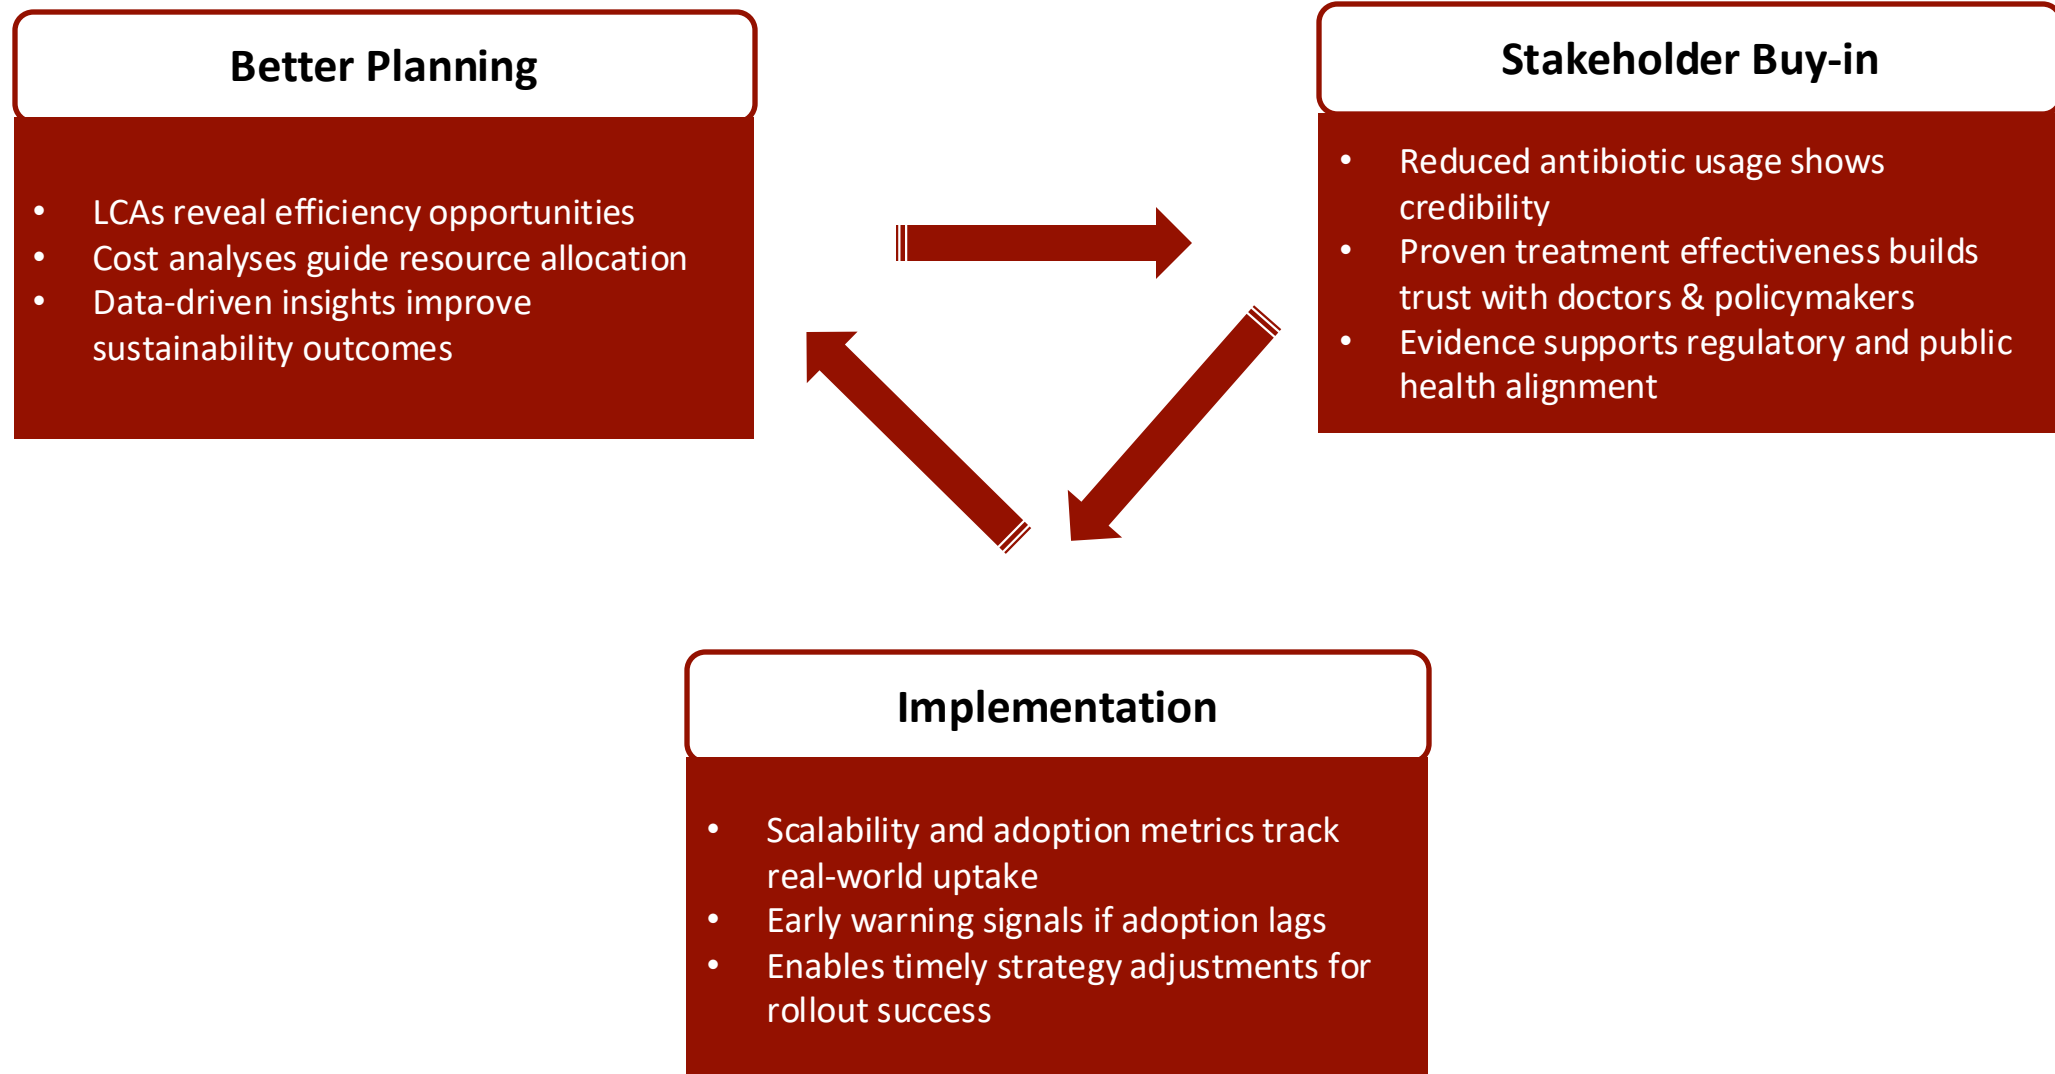 Better Planning
• LCAs reveal efficiency opportunities
• Cost analyses guide resource allocation
• Data-driven insights improve
sustainability outcomes
Stakeholder Buy-in
• Reduced antibiotic usage shows
credibility
• Proven treatment effectiveness builds
trust with doctors & policymakers
• Evidence supports regulatory and public
health alignment
Implementation
• Scalability and adoption metrics track
real-world uptake
• Early warning signals if adoption lags
• Enables timely strategy adjustments for
rollout success